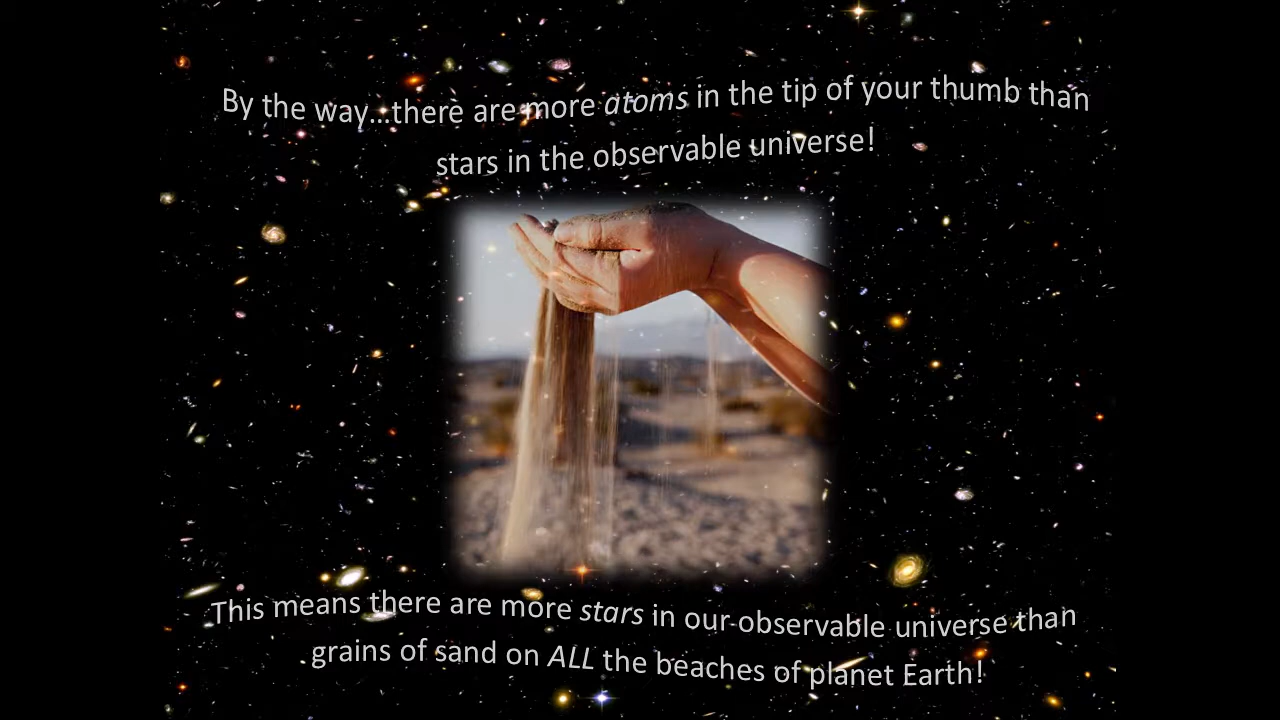 By the way...there are more atoms in the tip of your thumb than
stars in the observable universe!
This means there are more stars in our observable universe than
grains of sand on ALL the beaches of planet Earth!